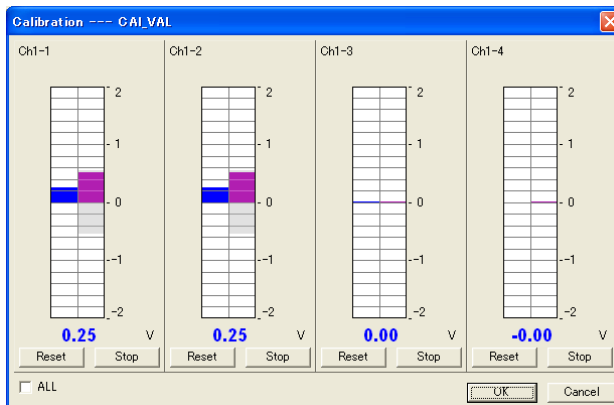 Calibration --- CAl_VAL
Ch1-1 Ch1-2 Ch1-3 Ch1-4
2 2 2 2
1 1 1 1
0 0 0 0
-1 -1 -1 -1
-2 -2 -2 -2
0.25 V 0.25 V 0.00 V -0.00 V
Reset Stop Reset Stop Reset Stop Reset Stop
ALL
OK Cancel